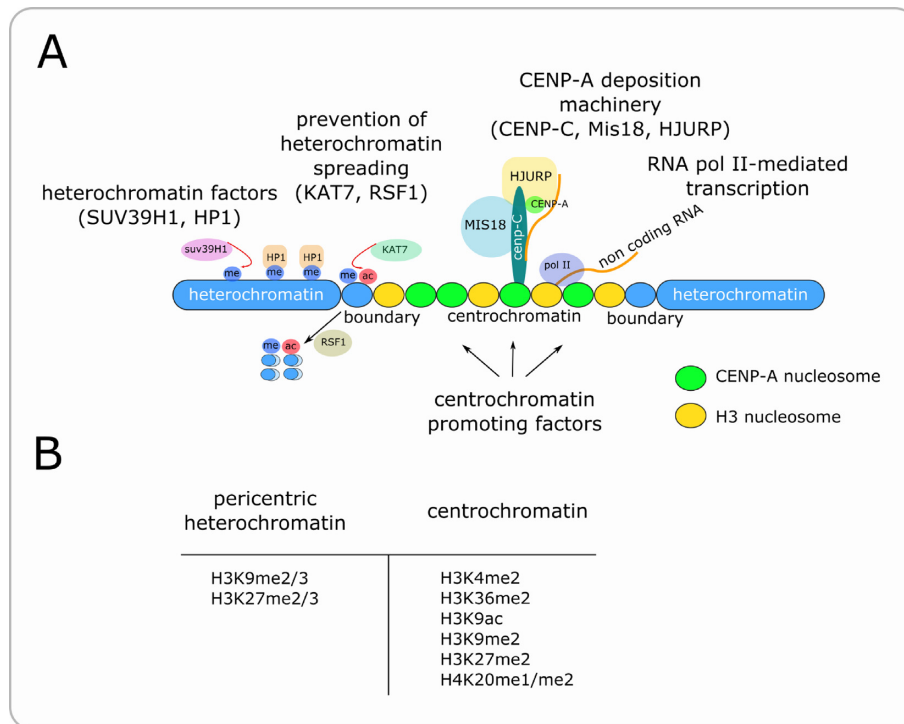 A
CENP-A deposition
machinery
(CENP-C, Mis18, HJURP)
prevention of
heterochromatin
spreading
(KAT7, RSF1)
RNA pol II-mediated
transcription
heterochromatin factors
(SUV39H1, HP1)
HJURP
CENP-A
MIS18
cenp-C
suv39H1
HP1
HP1
KAT7
pol II
non coding RNA
me
me
me
me
ac
heterochromatin
heterochromatin
boundary
centrochromatin
boundary
me
ac
RSF1
centrochromatin
promoting factors
CENP-A nucleosome
H3 nucleosome
B
pericentric
heterochromatin
centrochromatin
H3K9me2/3
H3K27me2/3
H3K4me2
H3K36me2
H3K9ac
H3K9me2
H3K27me2
H4K20me1/me2